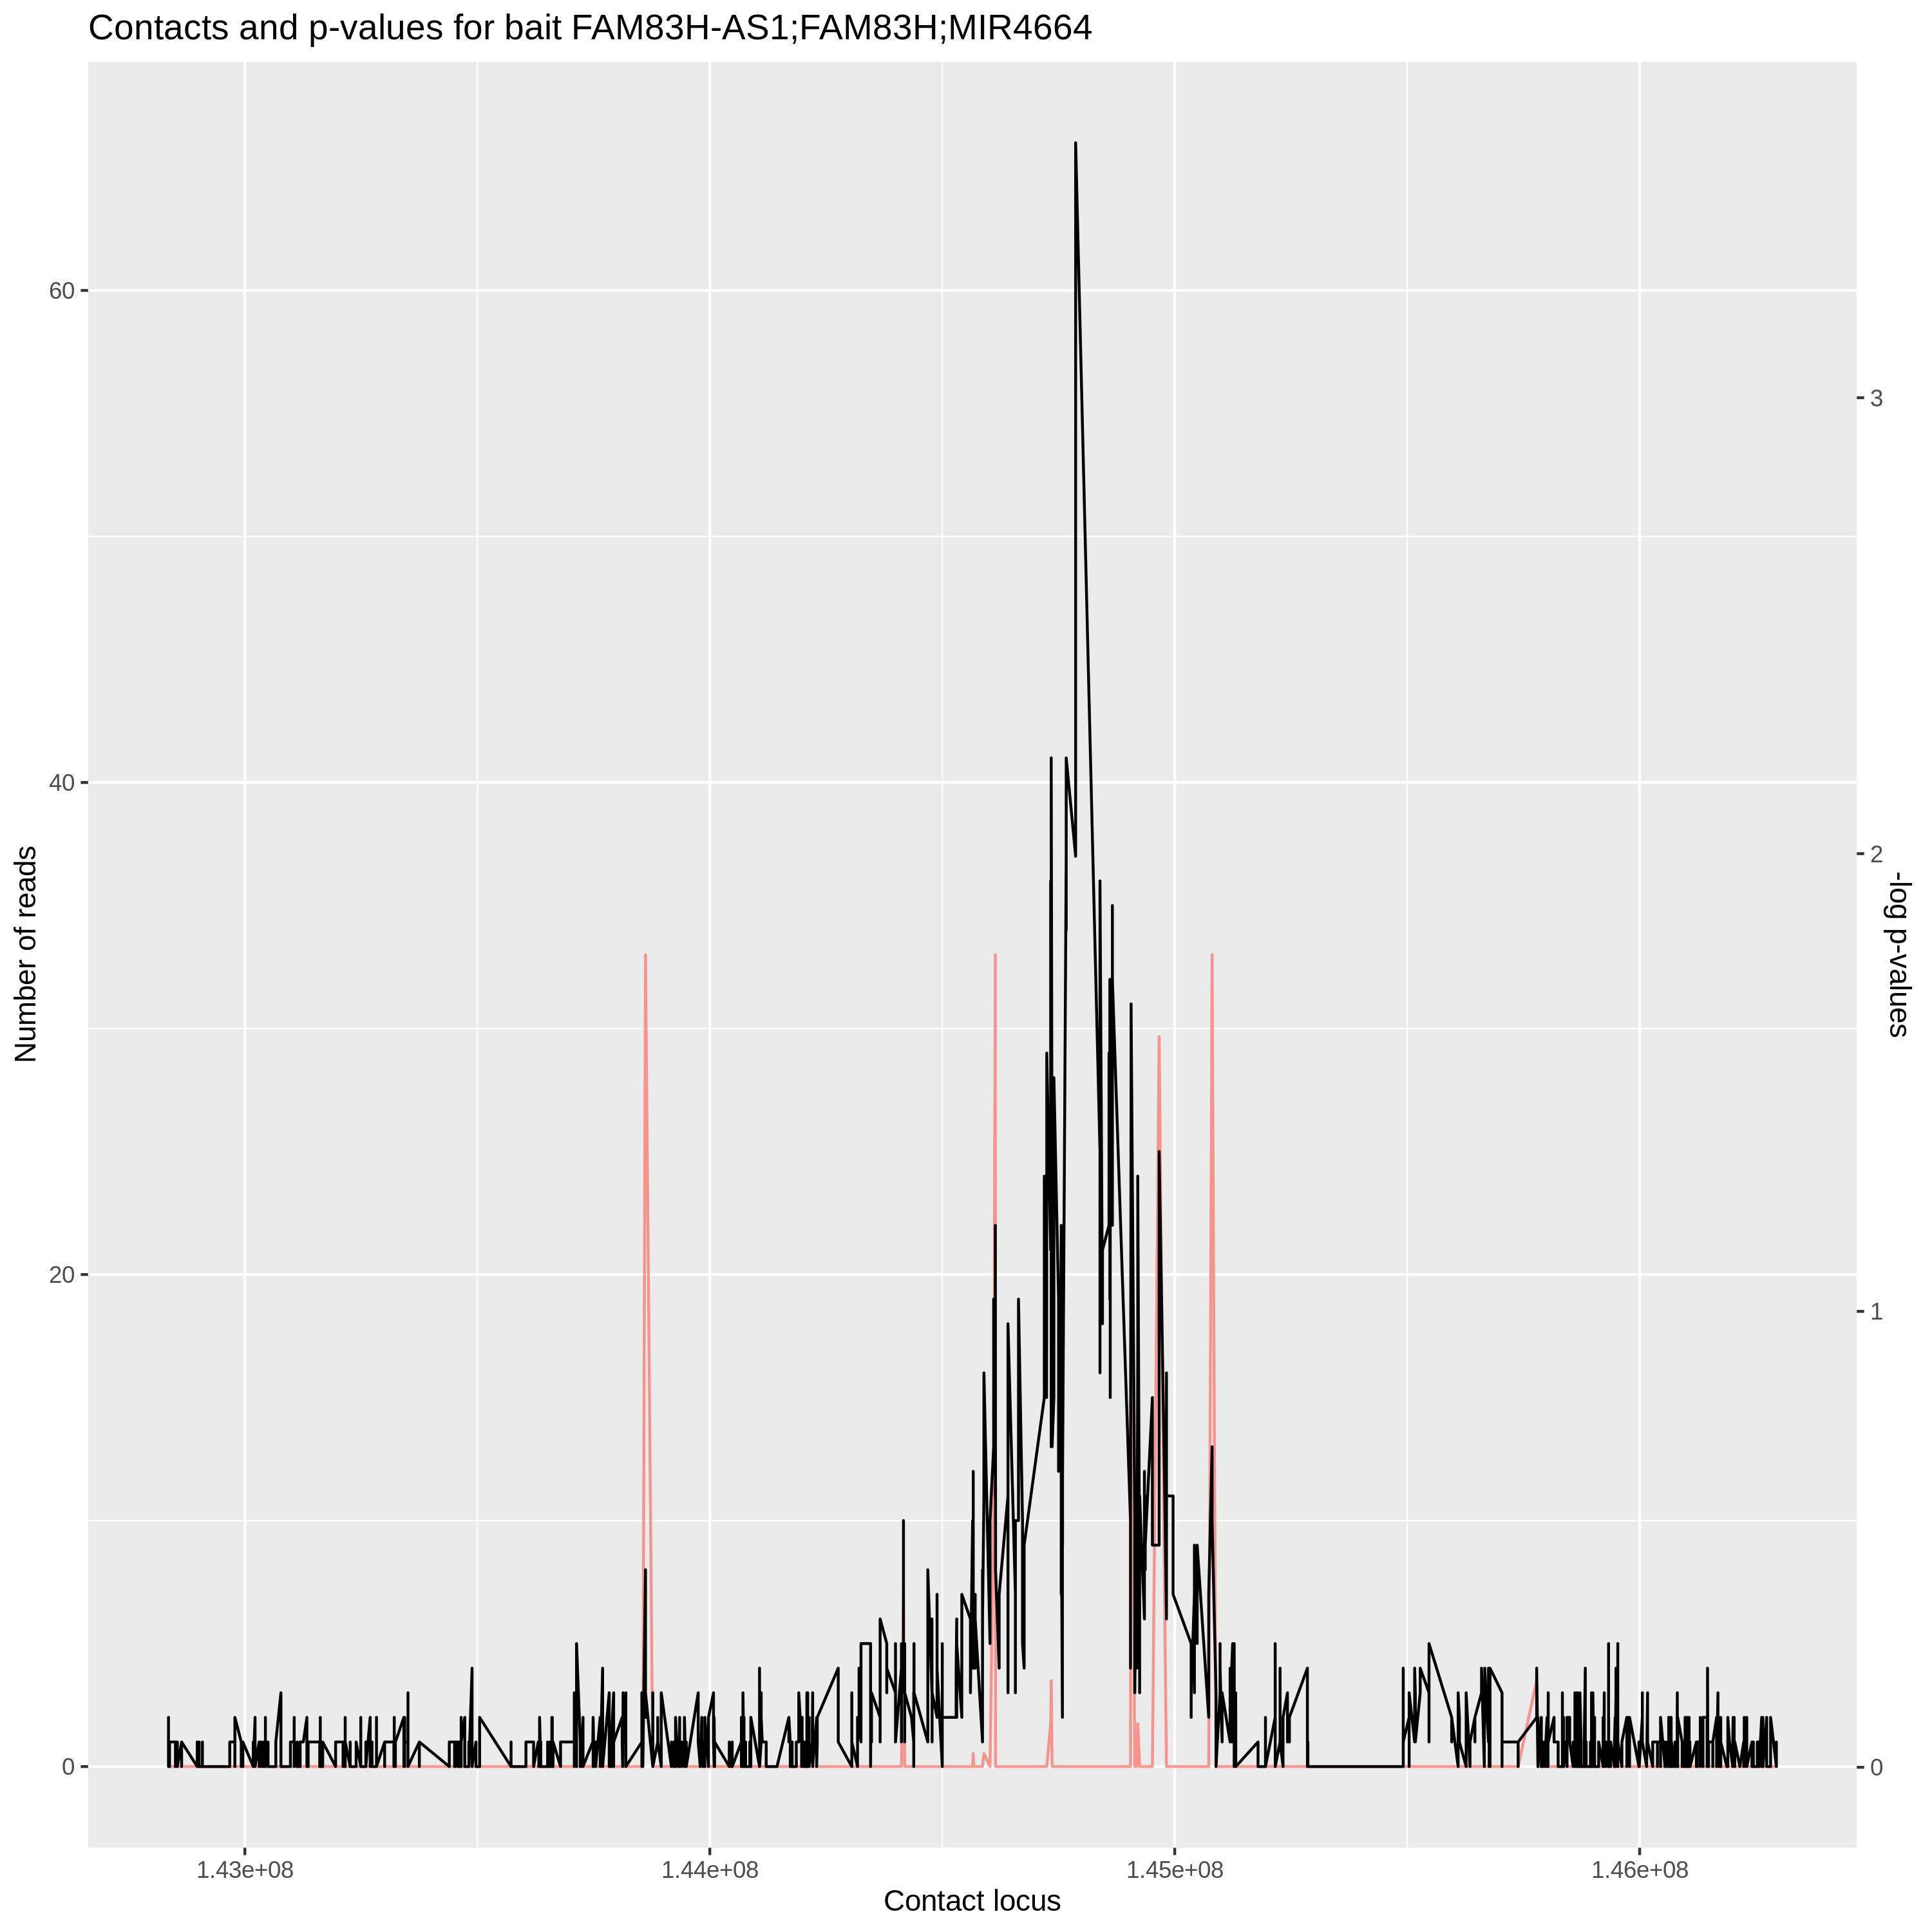 Contacts and p-values for bait FAM83H-AS1;FAM83H;MIR4664
60
40
20
0
Number of reads
3
2
1
0
-log p-values
1.43e+08
1.44e+08
1.45e+08
1.46e+08
Contact locus